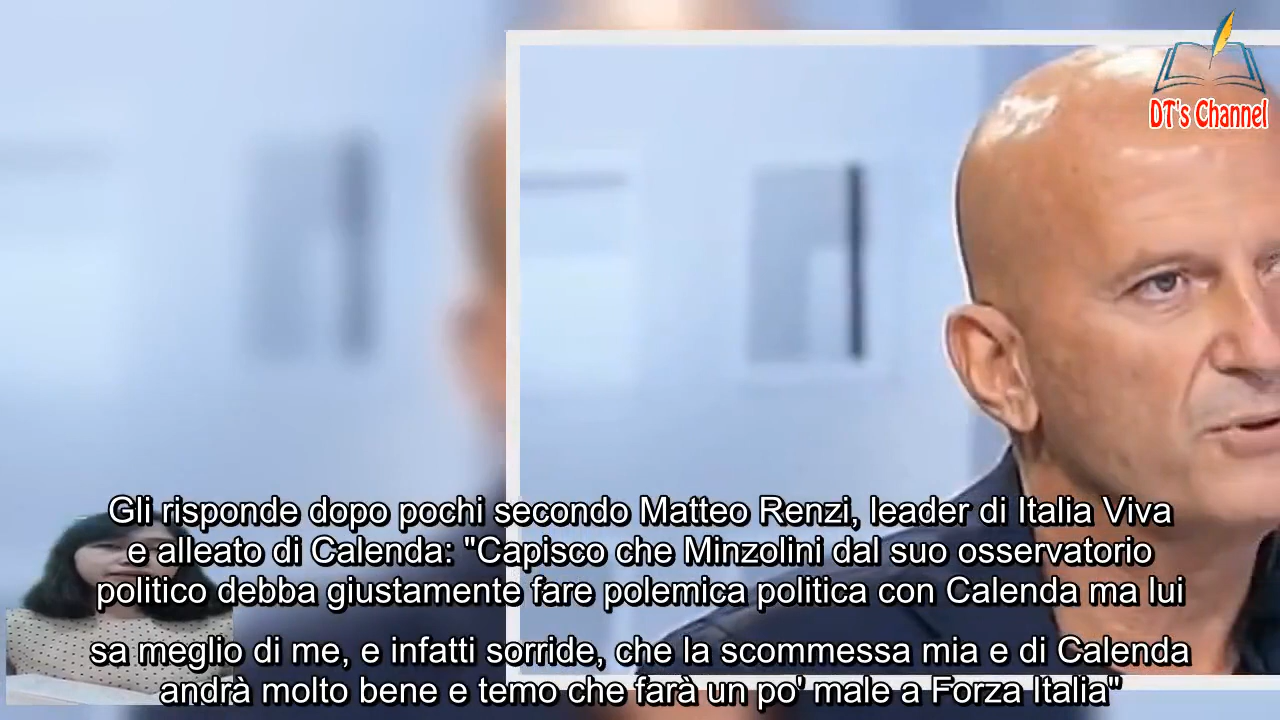 DT's Channel
Gli risponde dopo pochi secondo Matteo Renzi, leader di Italia Viva
e alleato di Calenda: "Capisco che Minzolini dal suo osservatorio
politico debba giustamente fare polemica politica con Calenda ma lui
sa meglio di me, e infatti sorride, che la scommessa mia e di Calenda
andrà molto bene e temo che farà un po' male a Forza Italia"